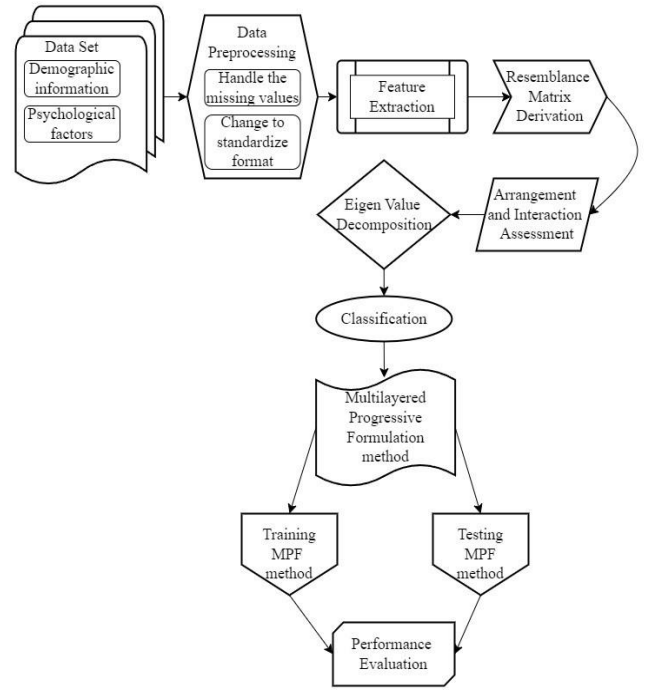 Data Set
Demographic
information
Psychological
factors
Data
Preprocessing
Handle the
missing values
Change to
standardize
format
Feature
Extraction
Resemblance
Matrix
Derivation
Arrangement
and Interaction
Assessment
Eigen Value
Decomposition
Classification
Multilayered
Progressive
Formulation
method
Training
MPF
method
Testing
MPF
method
Performance
Evaluation